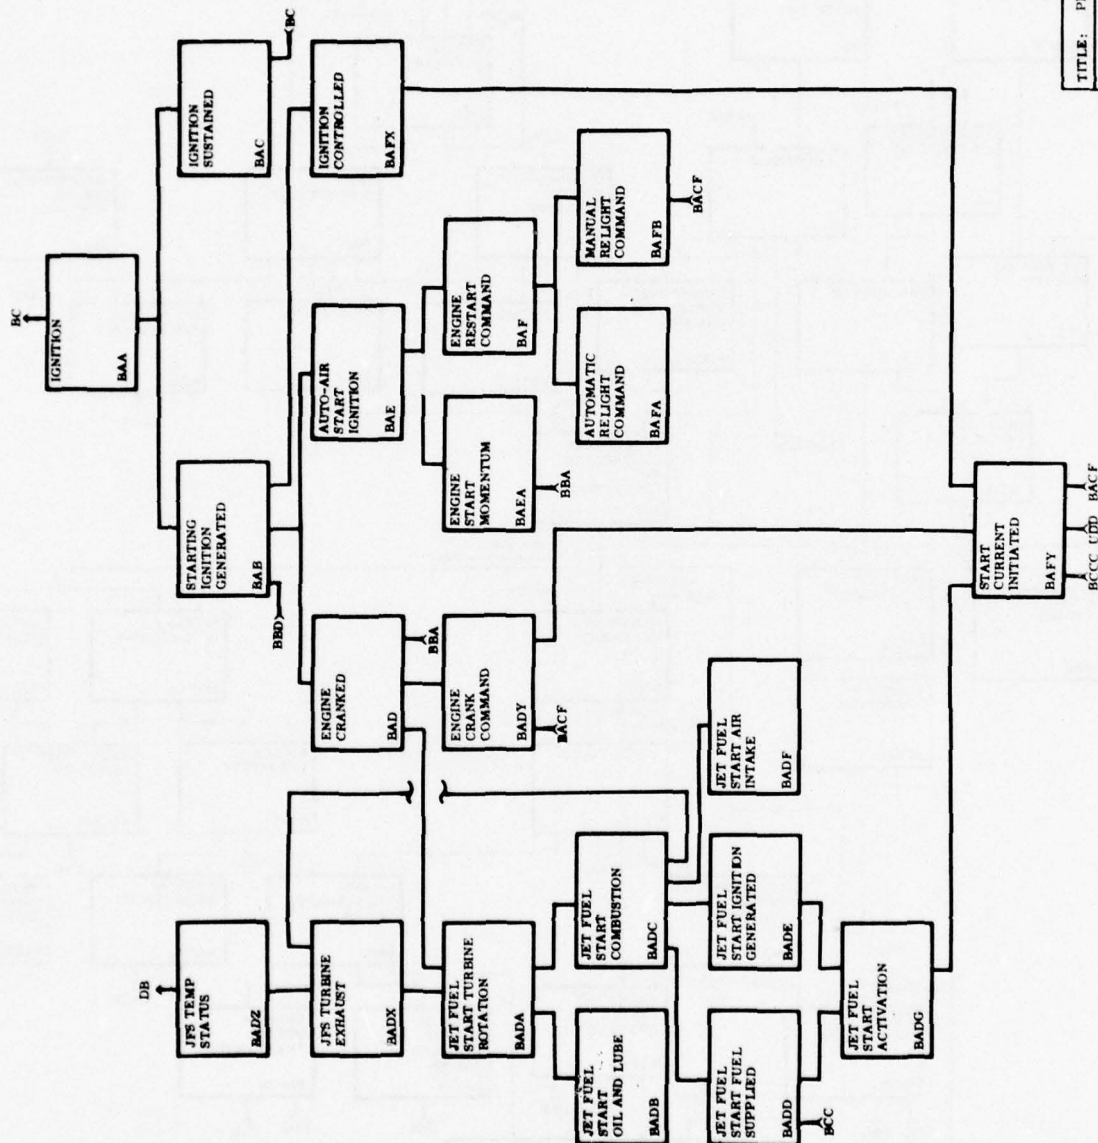 BC
IGNITION
BAA
STARTING
IGNITION
GENERATED
BAB
BBD
IGNITION
SUSTAINED
BAC
BC
DB
JFS TEMP
STATUS
BADZ
JFS TURBINE
EXHAUST
BADX
ENGINE
CRANKED
BAD
BBA
AUTO-AIR
START
IGNITION
BAE
IGNITION
CONTROLLED
BAFX
JET FUEL
START TURBINE
ROTATION
BADA
ENGINE
CRANK
COMMAND
BADY
BACF
ENGINE
START
MOMENTUM
BAEA
BBA
ENGINE
RESTART
COMMAND
BAF
JET FUEL
START
OIL AND LUBE
BADB
JET FUEL
START
COMBUSTION
BADC
AUTOMATIC
RELIGHT
COMMAND
BAFA
MANUAL
RELIGHT
COMMAND
BAFB
BACF
JET FUEL
START FUEL
SUPPLIED
BADD
BCC
JET FUEL
START IGNITION
GENERATED
BADE
JET FUEL
START AIR
INTAKE
BADF
JET FUEL
START
ACTIVATION
BADG
START
CURRENT
INITIATED
BAFY
BCCC UDD BACF
TITLE: